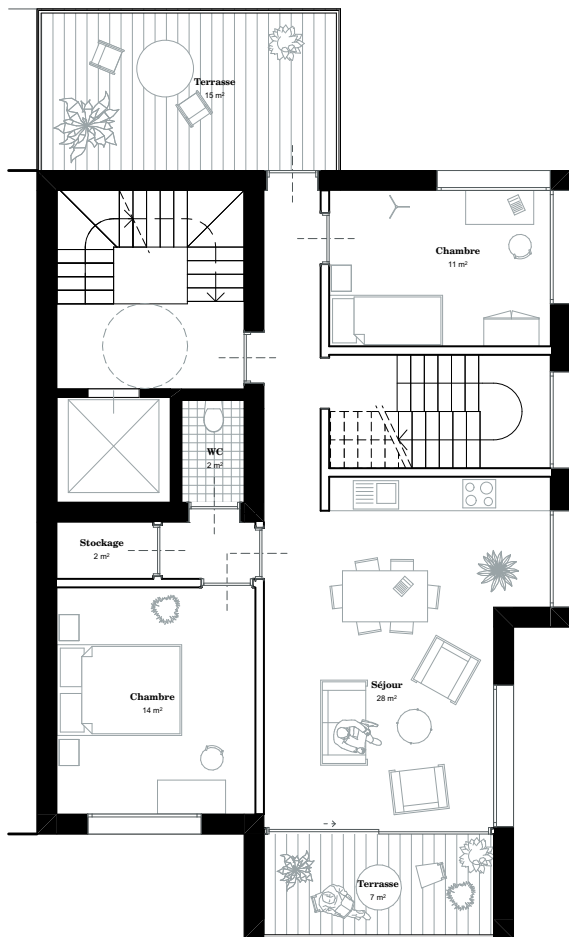 Terrasse
15 m²
Chambre
11 m²
WC
2 m²
Stockage
2 m²
Chambre
14 m²
Séjour
28 m²
Terrasse
7 m²